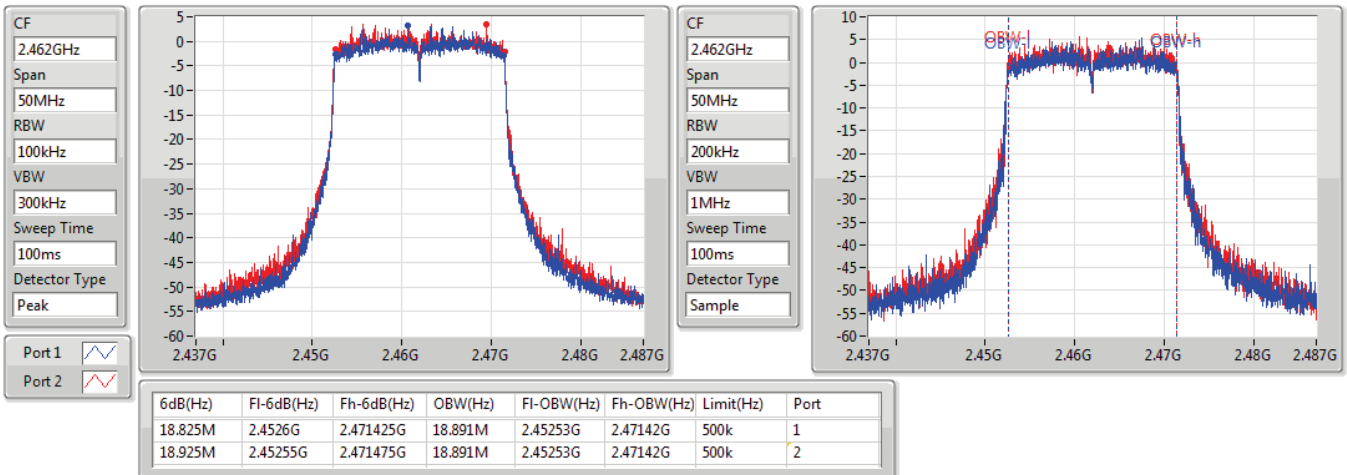 CF
2.462GHz
Span
50MHz
RBW
100kHz
VBW
300kHz
Sweep Time
100ms
Detector Type
Peak
Port 1
Port 2
5
0
-5
-10
-15
-20
-25
-30
-35
-40
-45
-50
-55
-60
2.437G 2.45G 2.46G 2.47G 2.48G 2.487G
CF
2.462GHz
Span
50MHz
RBW
200kHz
VBW
1MHz
Sweep Time
100ms
Detector Type
Sample
10
5
0
-5
-10
-15
-20
-25
-30
-35
-40
-45
-50
-55
-60
OBW-l OBW-h
OBW-l OBW-h
2.437G 2.45G 2.46G 2.47G 2.48G 2.487G
6dB(Hz) Fl-6dB(Hz) Fh-6dB(Hz) OBW(Hz) Fl-OBW(Hz) Fh-OBW(Hz) Limit(Hz) Port
18.825M 2.4526G 2.471425G 18.891M 2.45253G 2.47142G 500k 1
18.925M 2.45255G 2.471475G 18.891M 2.45253G 2.47142G 500k 2